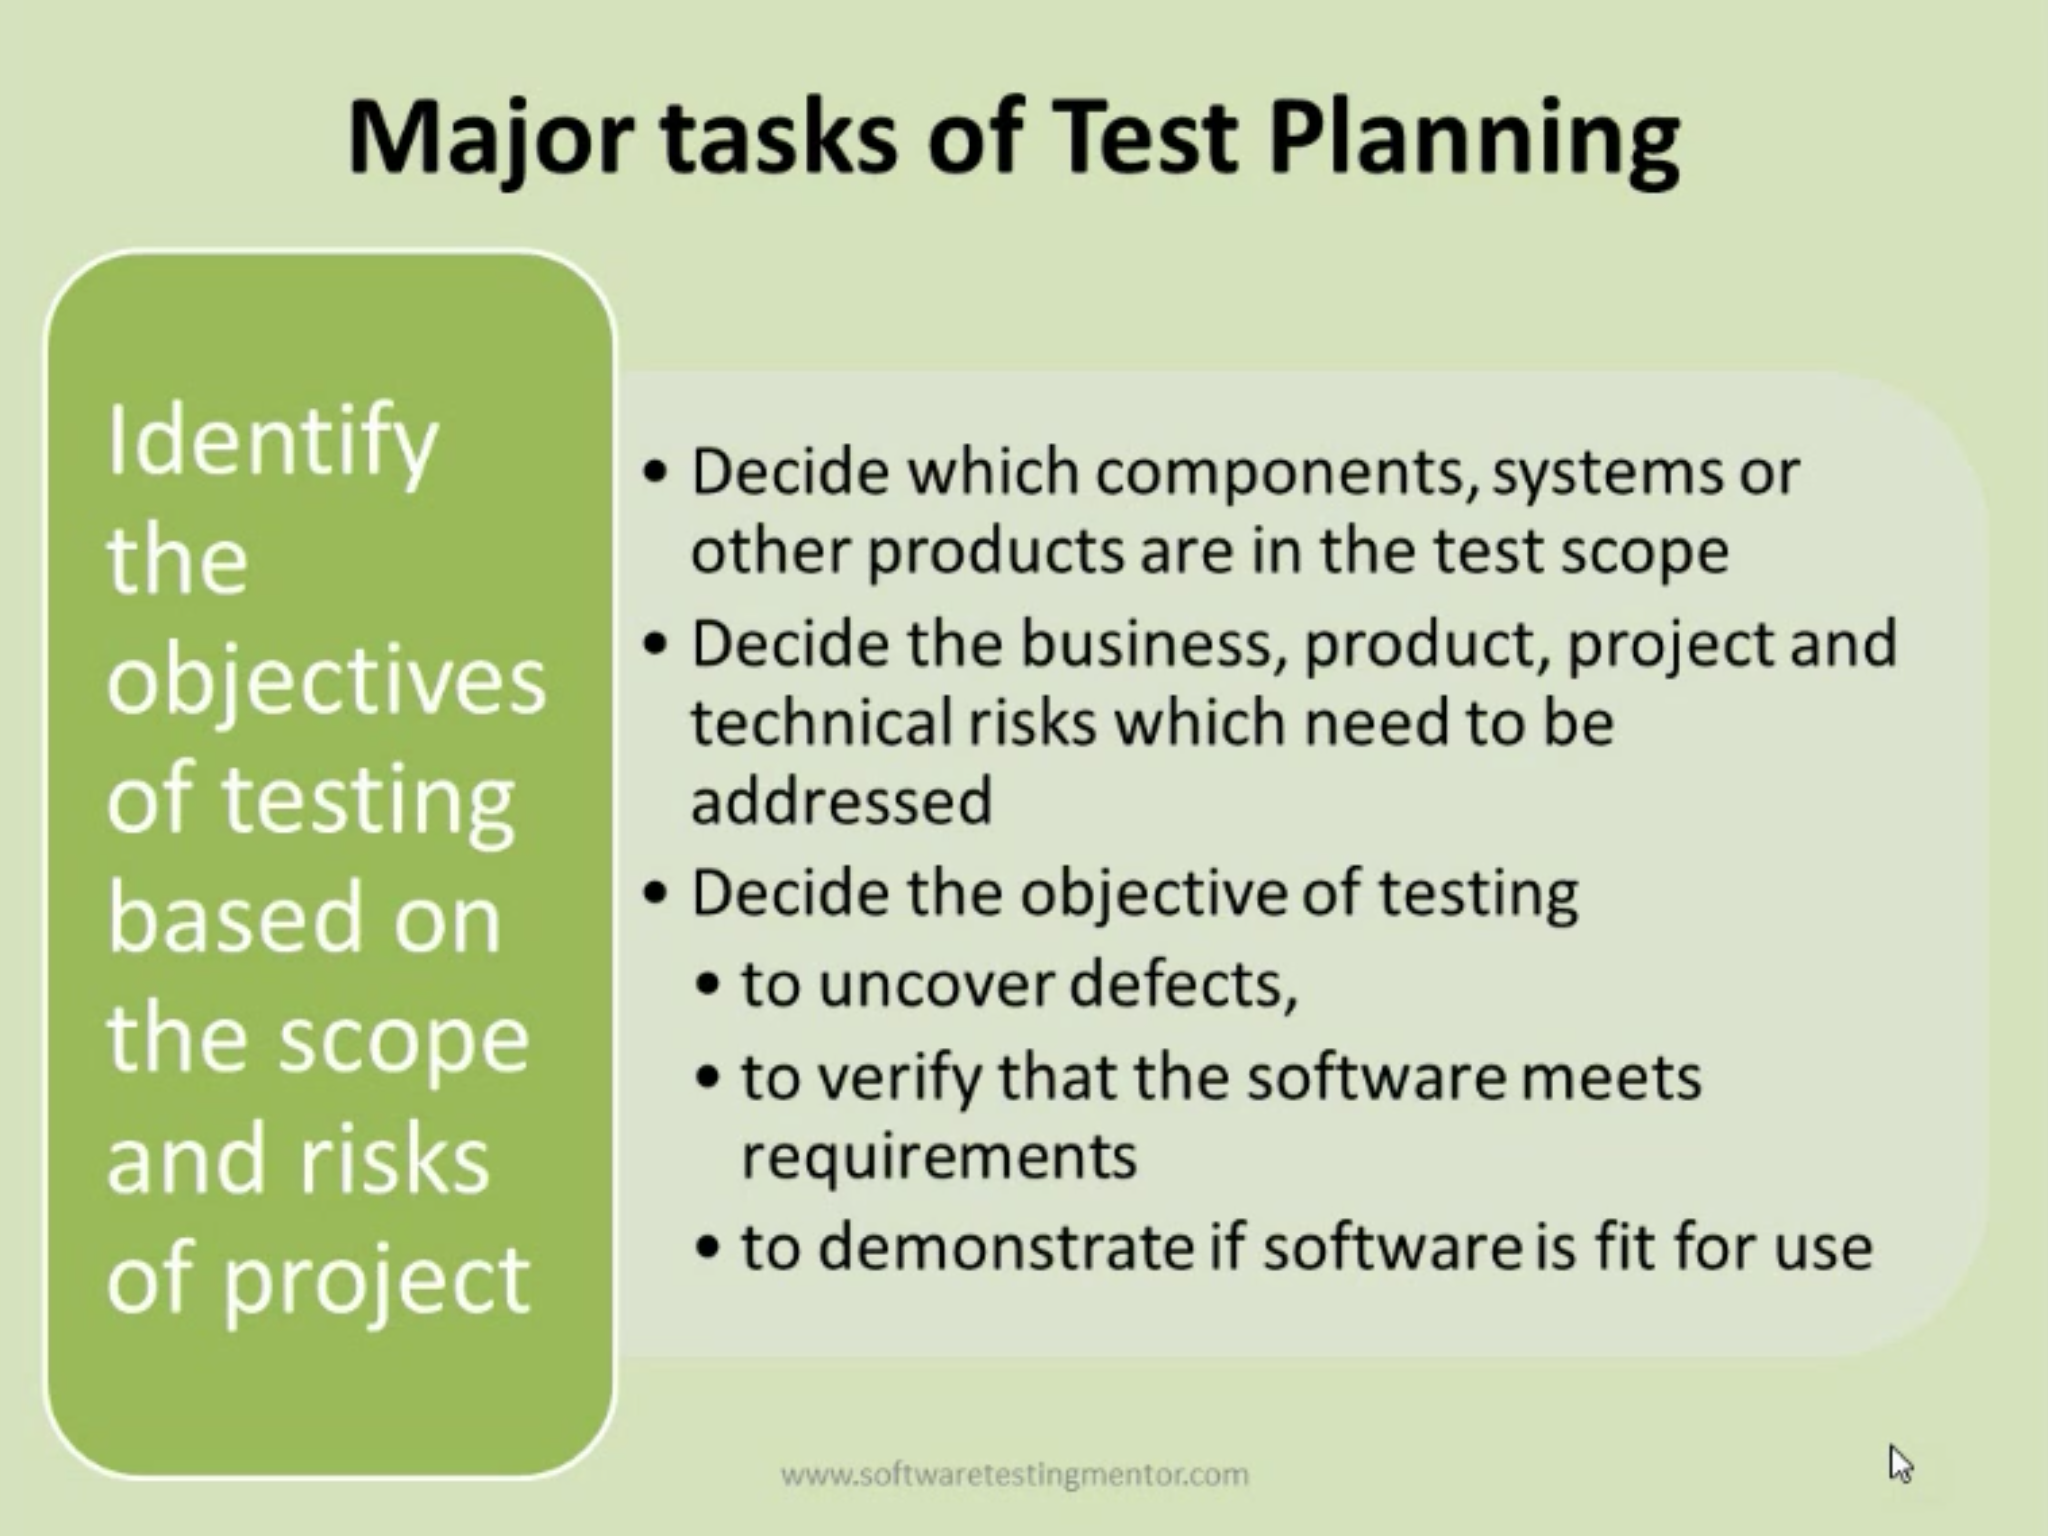 Major tasks of Test Planning
Identify
the
objectives
of testing
based on
the scope
and risks
of project
• Decide which components, systems or
other products are in the test scope
• Decide the business, product, project and
technical risks which need to be
addressed
• Decide the objective of testing
• to uncover defects,
• to verify that the software meets
requirements
• to demonstrate if software is fit for use
www.softwaretestingmentor.com